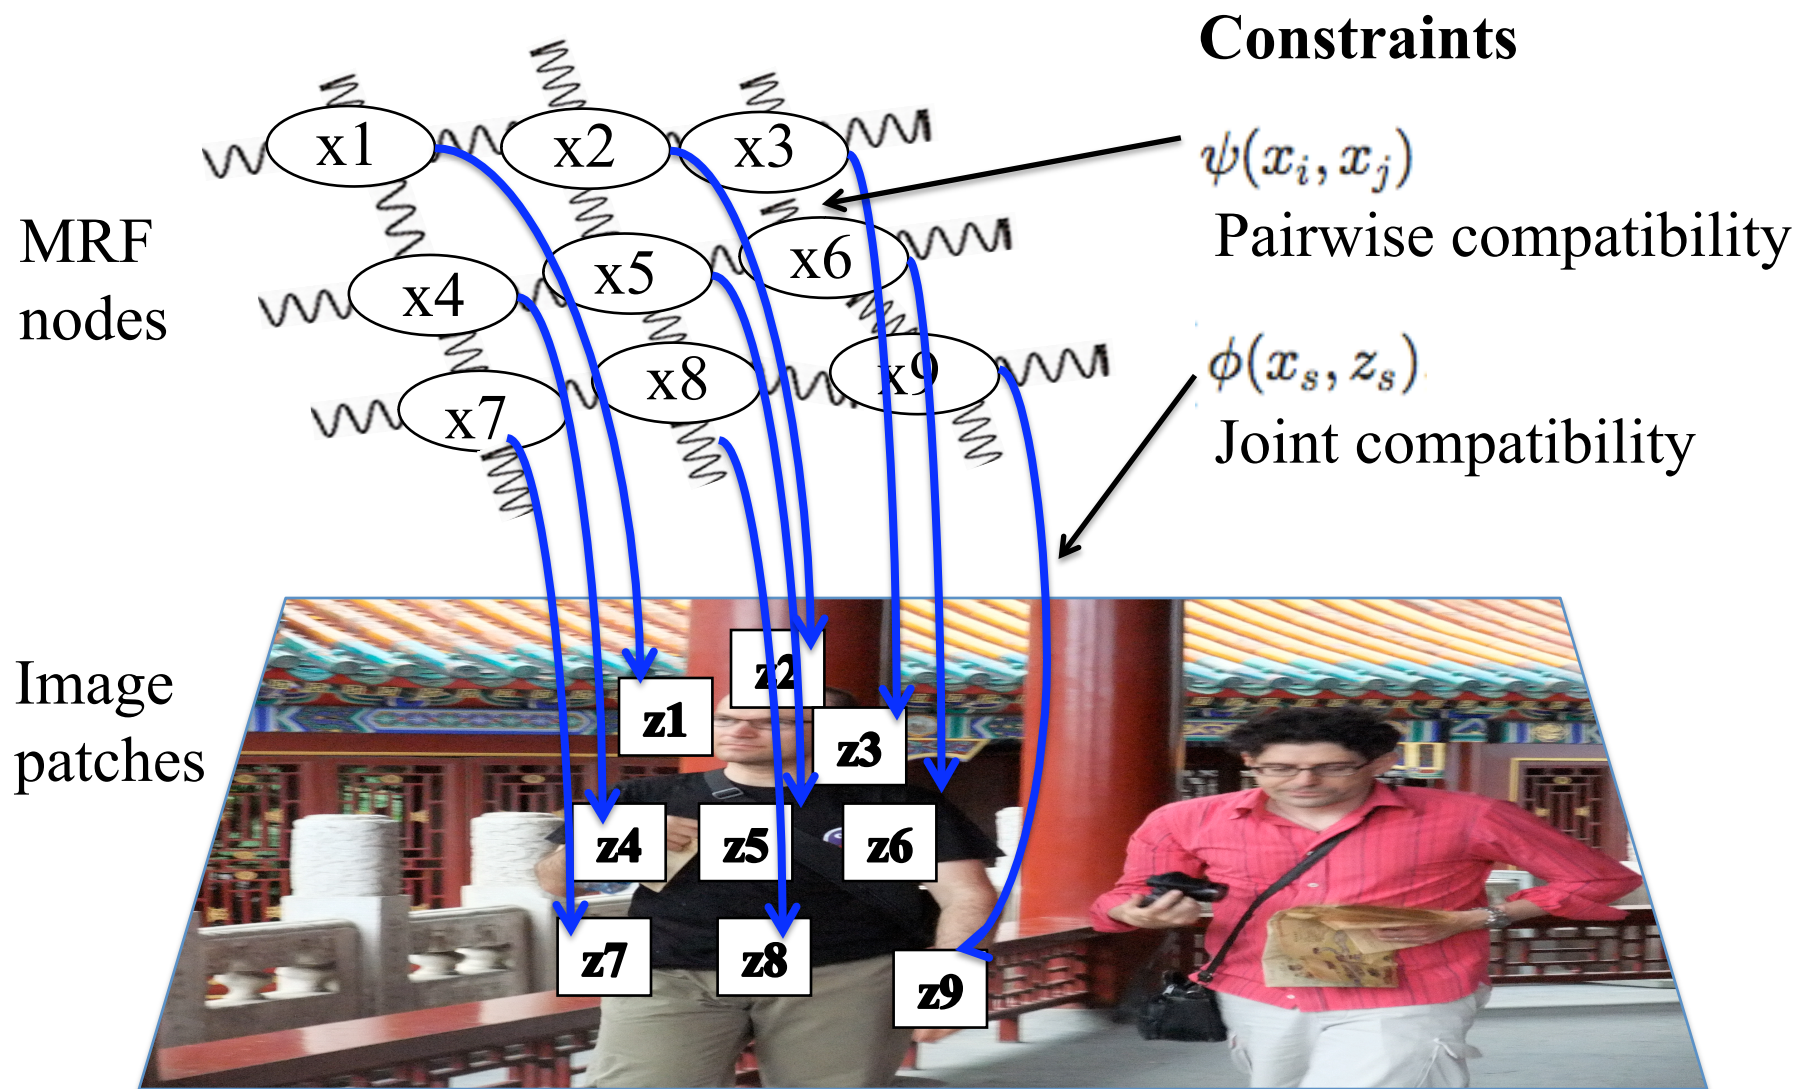 Constraints
x1 x2 x3
ψ(x_i, x_j)
Pairwise compatibility
MRF
nodes
x4 x5 x6
x7 x8 x9
ϕ(x_s, z_s)
Joint compatibility
Image
patches
z1 z2 z3
z4 z5 z6
z7 z8 z9